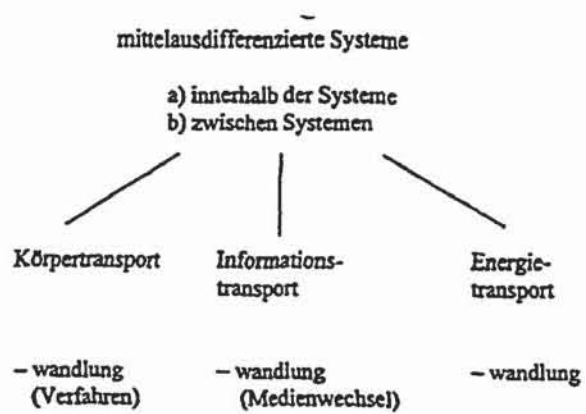 mittelausdifferenzierte Systeme
a) innerhalb der Systeme
b) zwischen Systemen
Körpertransport
Informations-
transport
Energie-
transport
– wandlung
(Verfahren)
– wandlung
(Medienwechsel)
– wandlung